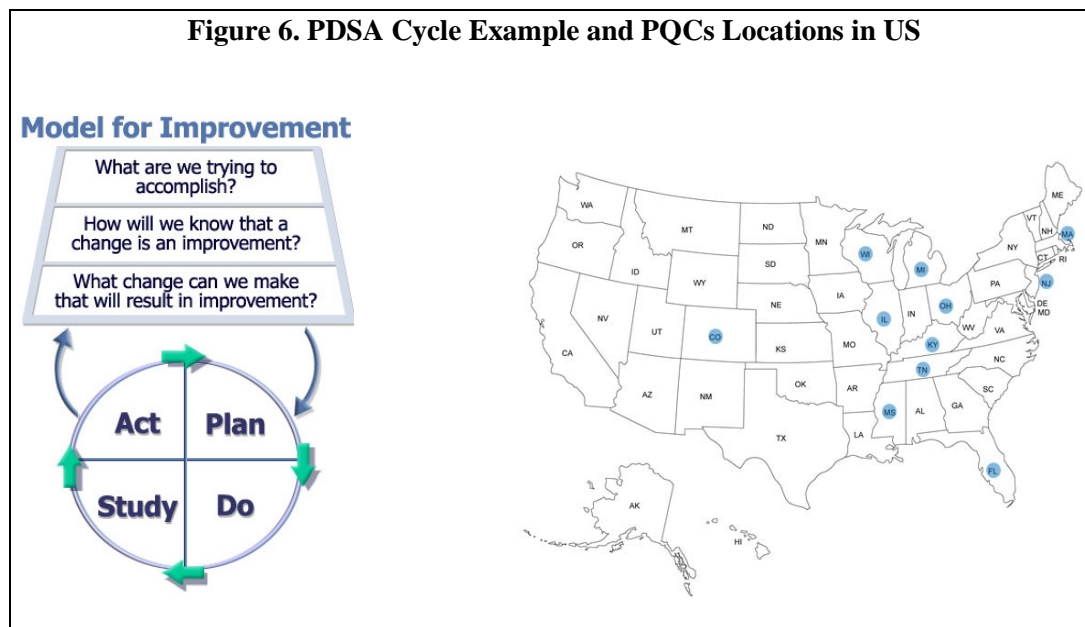 Figure 6. PDSA Cycle Example and PQCs Locations in US
Model for Improvement
What are we trying to
accomplish?
How will we know that a
change is an improvement?
What change can we make
that will result in improvement?
Act
Plan
Study
Do
WA
OR
CA
NV
ID
MT
WY
UT
AZ
CO
NM
ND
SD
NE
KS
OK
TX
MN
IA
MO
AR
LA
WI
IL
MI
IN
OH
KY
TN
MS
AL
GA
FL
SC
NC
VA
WV
PA
NY
VT
NH
ME
MA
CT
RI
NJ
DE
MD
AK
HI